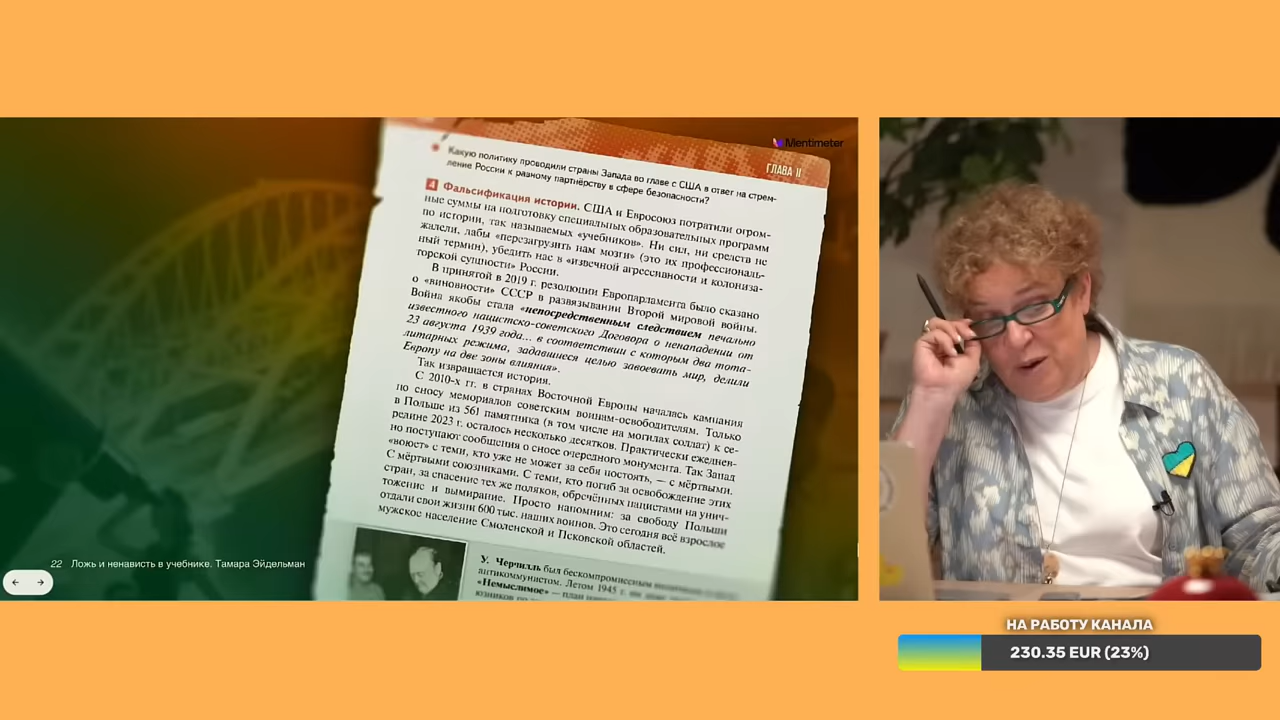 Mentimeter
ГЛАВА II
Какую политику проводили страны Запада во главе с США в ответ на стрем-
ление России к равному партнёрству в сфере безопасности?
4 Фальсификация истории. США и Евросоюз потратили огром-
ные суммы на подготовку специальных образовательных программ
по истории, так называемых «учебников». Ни сил, ни средств не
жалели, дабы «перезагрузить нам мозги» (это их профессиональ-
ный термин), убедить нас в «извечной агрессивности и колониза-
торской сущности» России.
В принятой в 2019 г. резолюции Европарламента было сказано
о «виновности» СССР в развязывании Второй мировой войны.
Война якобы стала «непосредственным следствием печально
известного нацистско-советского Договора о ненападении от
23 августа 1939 года... в соответствии с которым два тота-
литарных режима, задавшиеся целью завоевать мир, делили
Европу на две зоны влияния».
Так извращается история.
С 2010-х гг. в странах Восточной Европы началась кампания
по сносу мемориалов советским воинам-освободителям. Только
в Польше из 561 памятника (в том числе на могилах солдат) к се-
редине 2023 г. осталось несколько десятков. Практически ежеднев-
но поступают сообщения о сносе очередного монумента. Так Запад
«воюет» с теми, кто уже не может за себя постоять, — с мёртвыми.
С мёртвыми союзниками. С теми, кто погиб за освобождение этих
стран, за спасение тех же поляков, обречённых нацистами на унич-
тожение и вымирание. Просто напомним: за свободу Польши
отдали свои жизни 600 тыс. наших воинов. Это сегодня всё взрослое
мужское население Смоленской и Псковской областей.
У. Черчилль был бескомпромиссным
антикоммунистом. Летом 1945 г.
«Немыслимое» — план
22 Ложь и ненависть в учебнике. Тамара Эйдельман
НА РАБОТУ КАНАЛА
230.35 EUR (23%)